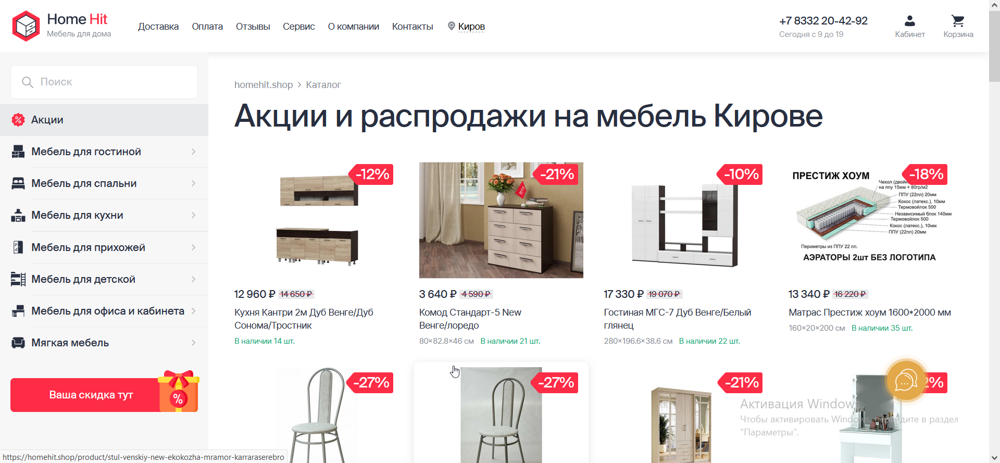 Home Hit
Мебель для дома
Доставка
Оплата
Отзывы
Сервис
О компании
Контакты
Киров
+7 8332 20-42-92
Сегодня с 9 до 19
Кабинет
Корзина
Поиск
Акции
Мебель для гостиной
Мебель для спальни
Мебель для кухни
Мебель для прихожей
Мебель для детской
Мебель для офиса и кабинета
Мягкая мебель
Ваша скидка тут
%
homehit.shop > Каталог
Акции и распродажи на мебель Кирове
-12%
12 960 ₽ 14 650 ₽
Кухня Кантри 2м Дуб Венге/Дуб
Сонома/Тростник
В наличии 14 шт.
-21%
BTS
3 640 ₽ 4 590 ₽
Комод Стандарт-5 New
Венге/лоредо
80×82.8×46 см В наличии 21 шт.
-10%
17 330 ₽ 19 070 ₽
Гостиная МГС-7 Дуб Венге/Белый
глянец
280×196.6×38.6 см В наличии 22 шт.
-18%
ПРЕСТИЖ ХОУМ
Чехол (двойн
на ппу 15мм + 80гр/м2
ППУ (22пл) 20мм
Кокос (латекс.), 10мм
Термовойлок 500
Независимый блок 140мм
Термовойлок 500
Кокос (латекс.), 10мм
ППУ (22пл) 20мм
Периметры из ППУ 22 пл.
АЭРАТОРЫ 2шт БЕЗ ЛОГОТИПА
13 340 ₽ 16 220 ₽
Матрас Престиж хоум 1600*2000 мм
160×20×200 см В наличии 35 шт.
-27%
-27%
-21%
2%
Активация Windows
Чтобы активировать Windows, перейдите в раздел
"Параметры".
https://homehit.shop/product/stul-venskiy-new-ekokozha-mramor-karraraserebro